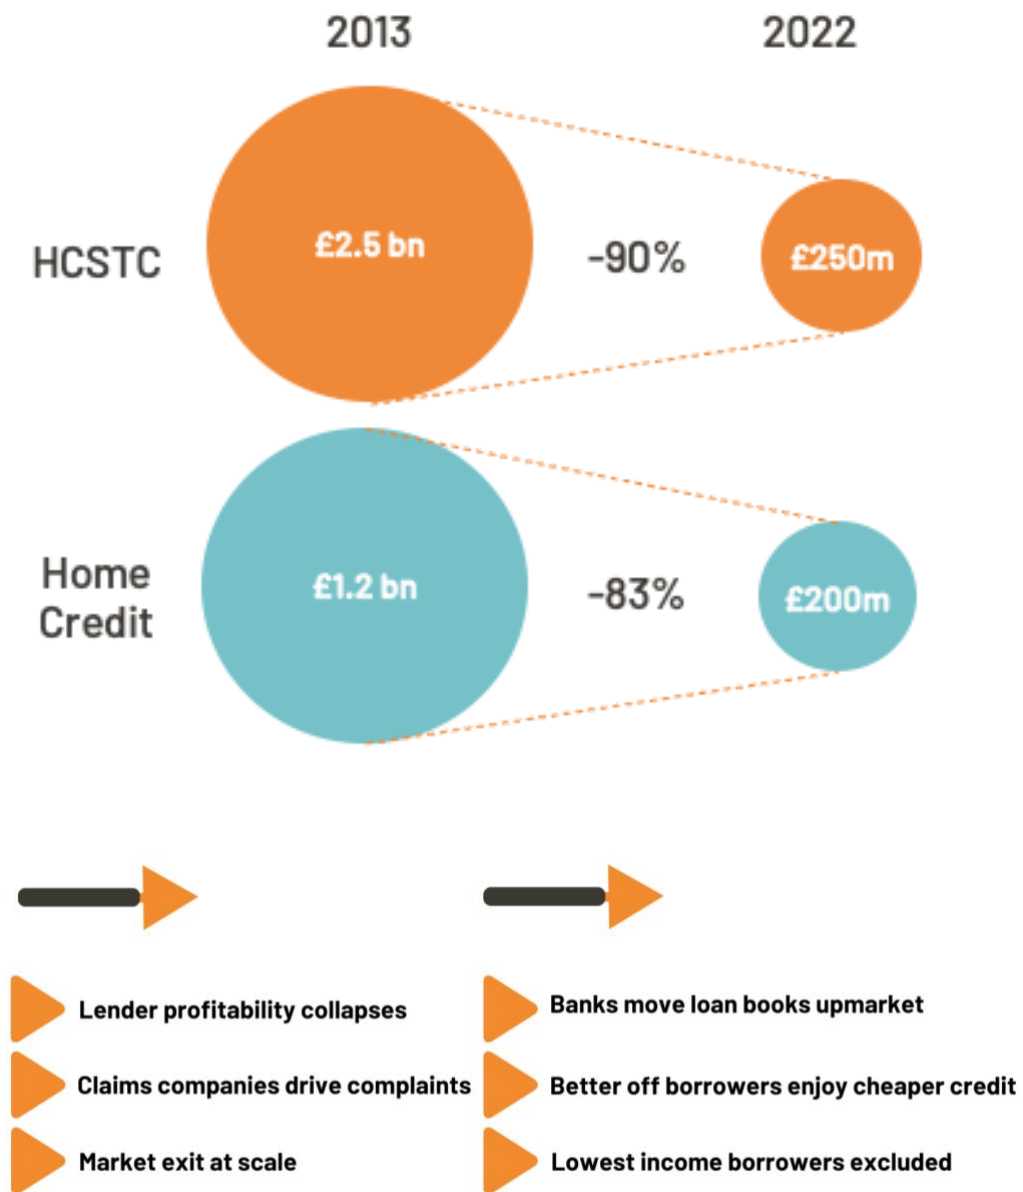 2013
2022
HCSTC
£2.5 bn
-90%
£250m
Home
Credit
£1.2 bn
-83%
£200m
Lender profitability collapses
Claims companies drive complaints
Market exit at scale
Banks move loan books upmarket
Better off borrowers enjoy cheaper credit
Lowest income borrowers excluded